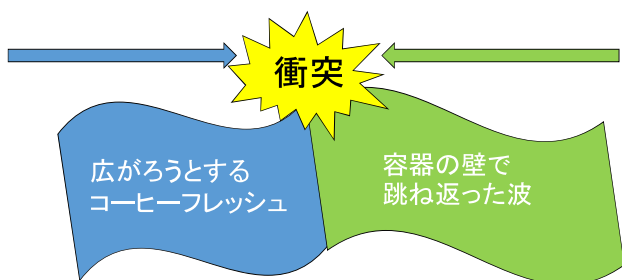 衝突
広がろうとする
コーヒーフレッシュ
容器の壁で
跳ね返った波